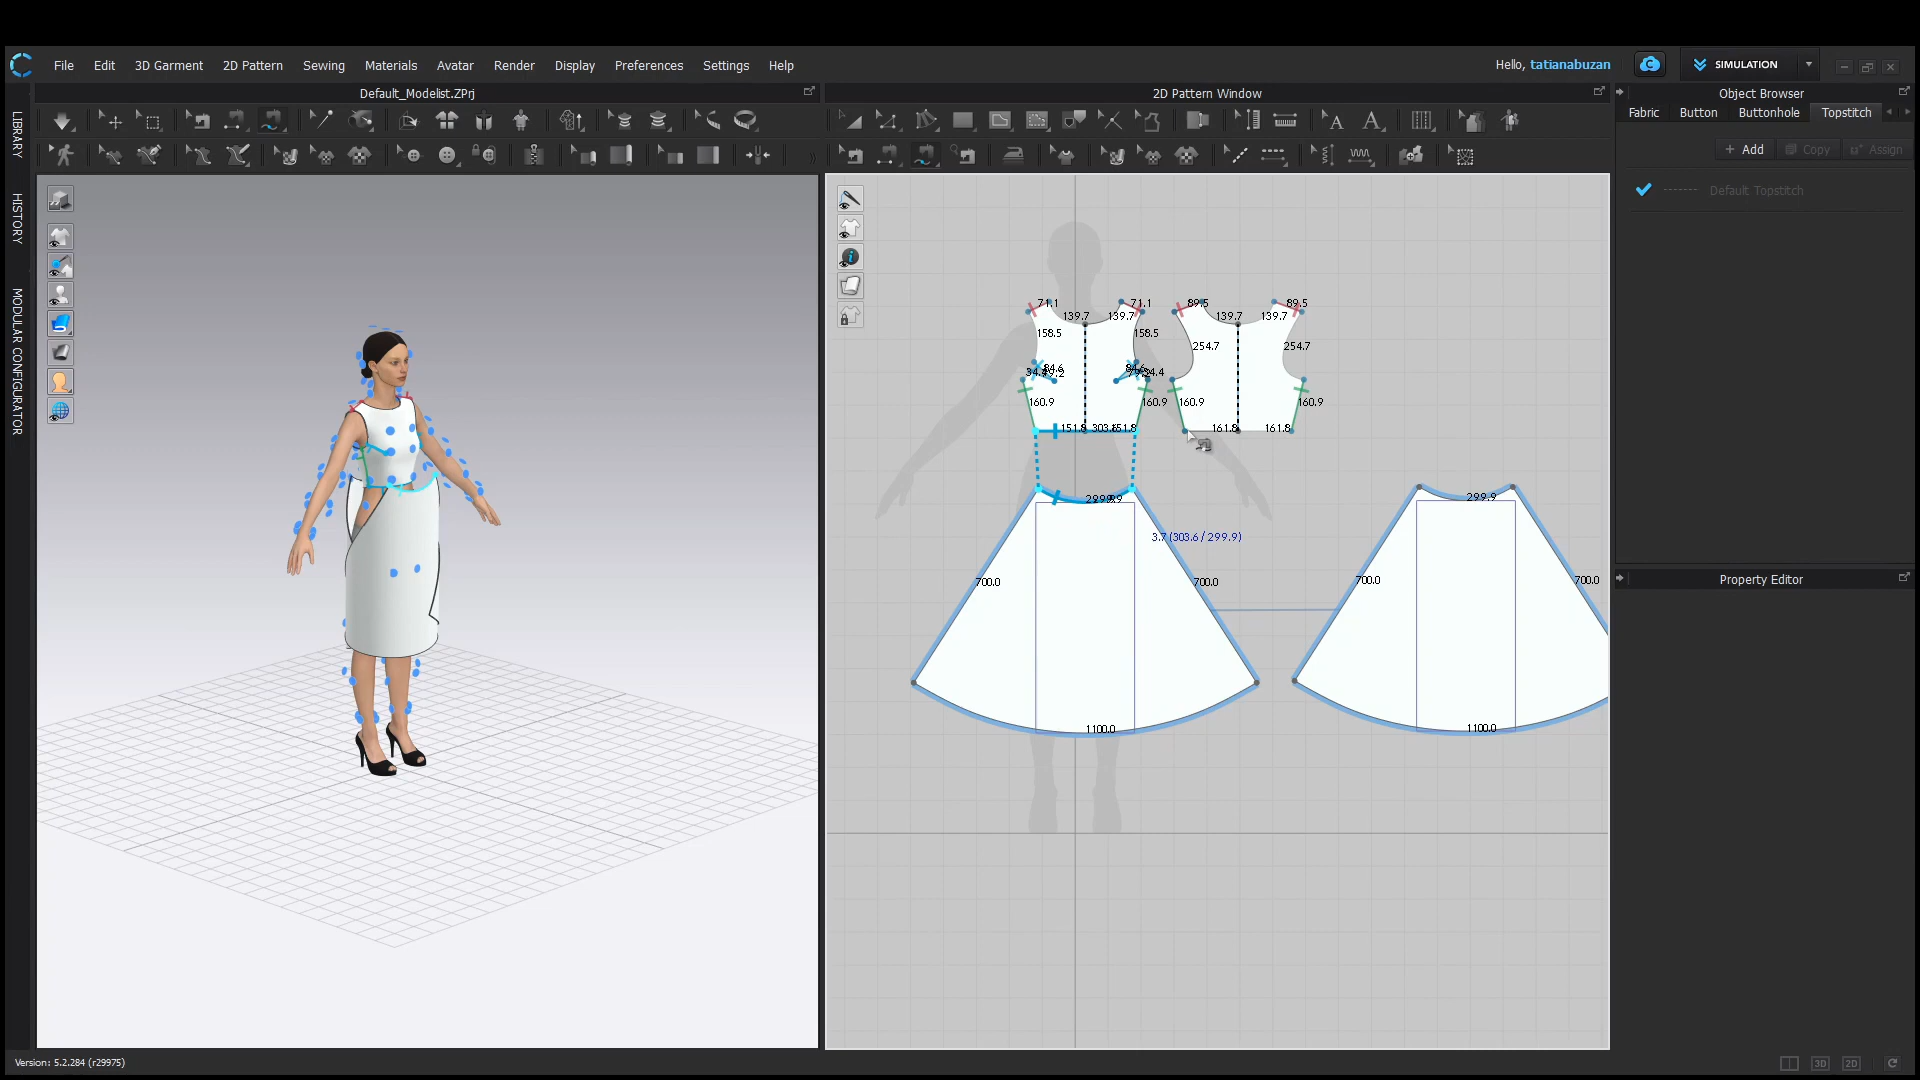 File Edit 3D Garment 2D Pattern Sewing Materials Avatar Render Display Preferences Settings Help
Hello, tatianabuzan
SIMULATION
Default_Modelist.ZPrj
2D Pattern Window
Object Browser
Fabric Button Buttonhole Topstitch
+ Add Copy Assign
Default Topstitch
LIBRARY
HISTORY
MODULAR CONFIGURATOR
71.1 71.1 89.5 89.5
139.7 139.7 139.7 139.7
158.5 158.5
254.7 254.7
160.9 160.9 160.9 160.9
161.8 161.8
299.9
3.7 (303.6 / 299.9)
Property Editor
700.0 700.0 700.0 700.0
1100.0 1100.0
Version: 5.2.284 (r29975)
3D 2D